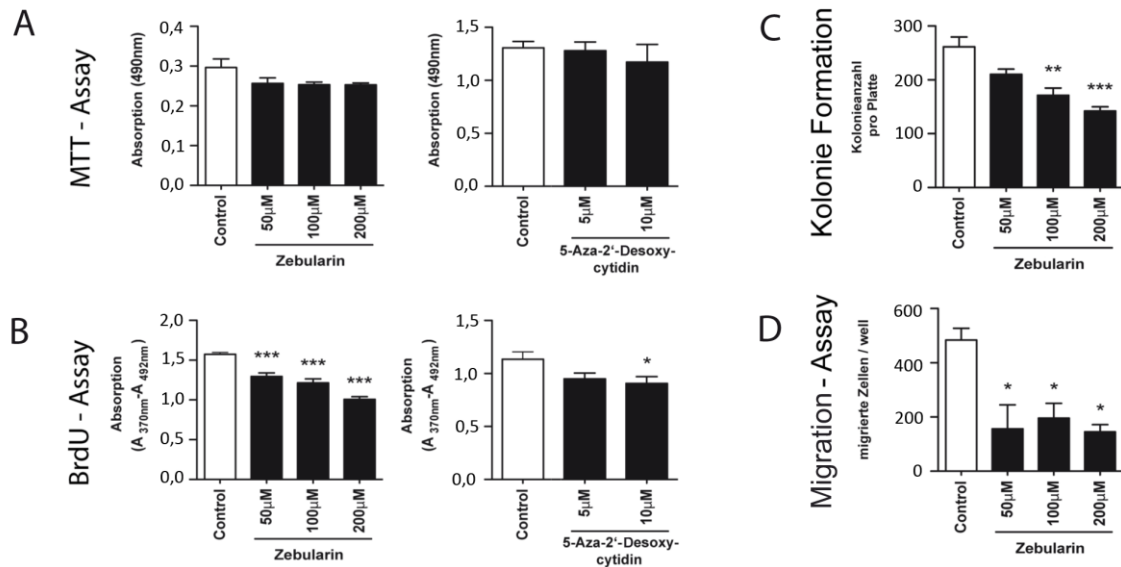 A
MTT - Assay
Absorption (490nm)
0,4
0,3
0,2
0,1
0,0
Control
50µM
100µM
200µM
Zebularin
Absorption (490nm)
1,5
1,0
0,5
0,0
Control
5µM
10µM
5-Aza-2'-Desoxy-
cytidin
B
BrdU - Assay
Absorption
(A 370nm-A 492nm)
2,0
1,5
1,0
0,5
0,0
***
***
***
Control
50µM
100µM
200µM
Zebularin
Absorption
(A 370nm-A 492nm)
1,5
1,0
0,5
0,0
*
Control
5µM
10µM
5-Aza-2'-Desoxy-
cytidin
C
Kolonie Formation
Kolonieanzahl
pro Platte
300
200
100
0
**
***
Control
50µM
100µM
200µM
Zebularin
D
Migration - Assay
migrierte Zellen / well
600
400
200
0
*
*
*
Control
50µM
100µM
200µM
Zebularin